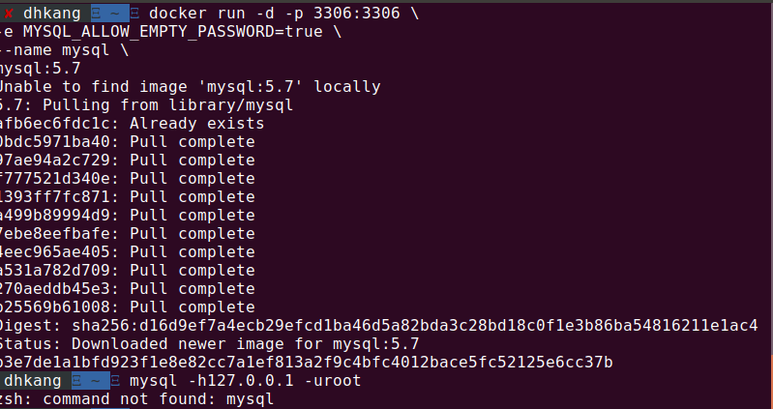 ✘ dhkang ~ docker run -d -p 3306:3306 \
-e MYSQL_ALLOW_EMPTY_PASSWORD=true \
--name mysql \
mysql:5.7
Unable to find image 'mysql:5.7' locally
5.7: Pulling from library/mysql
afb6ec6fdc1c: Already exists
0bdc5971ba40: Pull complete
97ae94a2c729: Pull complete
f777521d340e: Pull complete
1393ff7fc871: Pull complete
a499b89994d9: Pull complete
7ebe8eefbafe: Pull complete
4eec965ae405: Pull complete
a531a782d709: Pull complete
270aeddb45e3: Pull complete
b25569b61008: Pull complete
Digest: sha256:d16d9ef7a4ecb29efcd1ba46d5a82bda3c28bd18c0f1e3b86ba54816211e1ac4
Status: Downloaded newer image for mysql:5.7
b3e7de1a1bfd923f1e8e82cc7a1ef813a2f9c4bfc4012bace5fc52125e6cc37b
dhkang ~ mysql -h127.0.0.1 -uroot
zsh: command not found: mysql